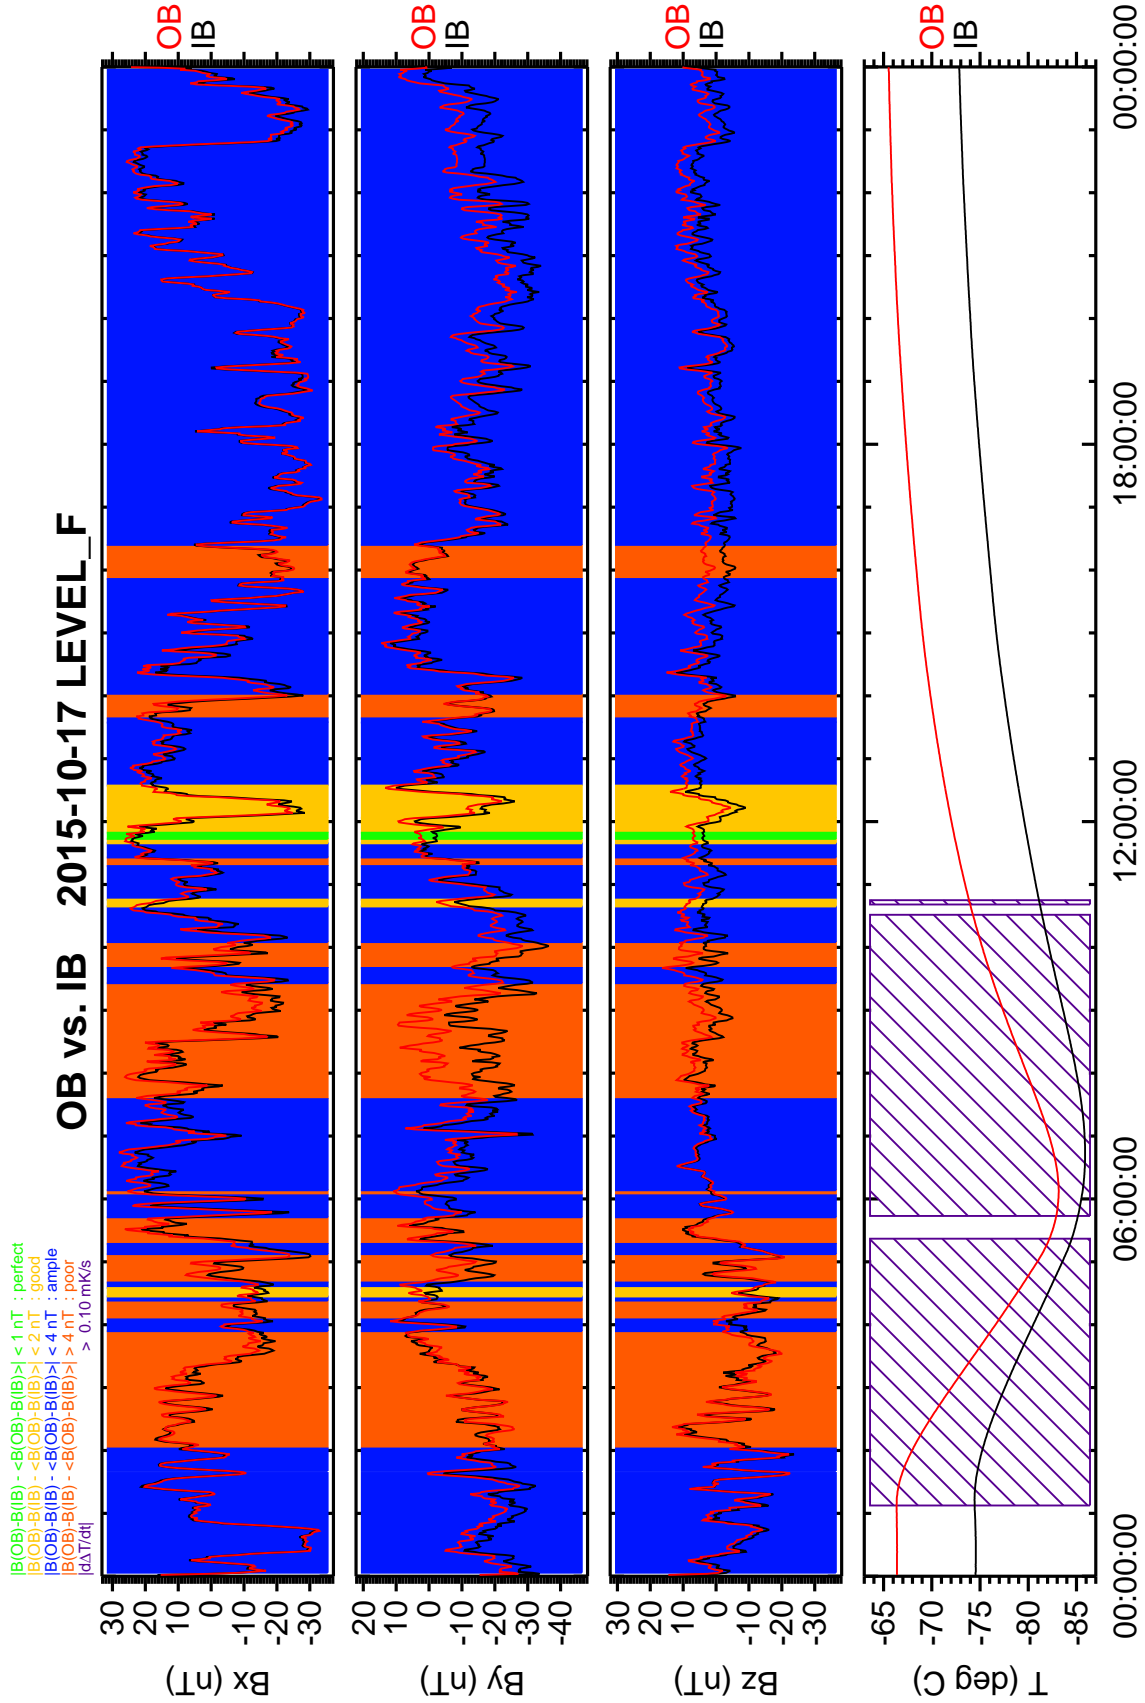 |B(OB)-B(IB) - <B(OB)-B(IB)>| < 1 nT : perfect
|B(OB)-B(IB) - <B(OB)-B(IB)>| < 2 nT : good
|B(OB)-B(IB) - <B(OB)-B(IB)>| < 4 nT : ample
|B(OB)-B(IB) - <B(OB)-B(IB)>| > 4 nT : poor
|dΔT/dt| > 0.10 mK/s
OB vs. IB 2015-10-17 LEVEL_F
Bx (nT)
30
20
10
0
-10
-20
-30
OB
IB
By (nT)
20
10
0
-10
-20
-30
-40
OB
IB
Bz (nT)
30
20
10
0
-10
-20
-30
OB
IB
T (deg C)
-65
-70
-75
-80
-85
OB
IB
00:00:00
06:00:00
12:00:00
18:00:00
00:00:00